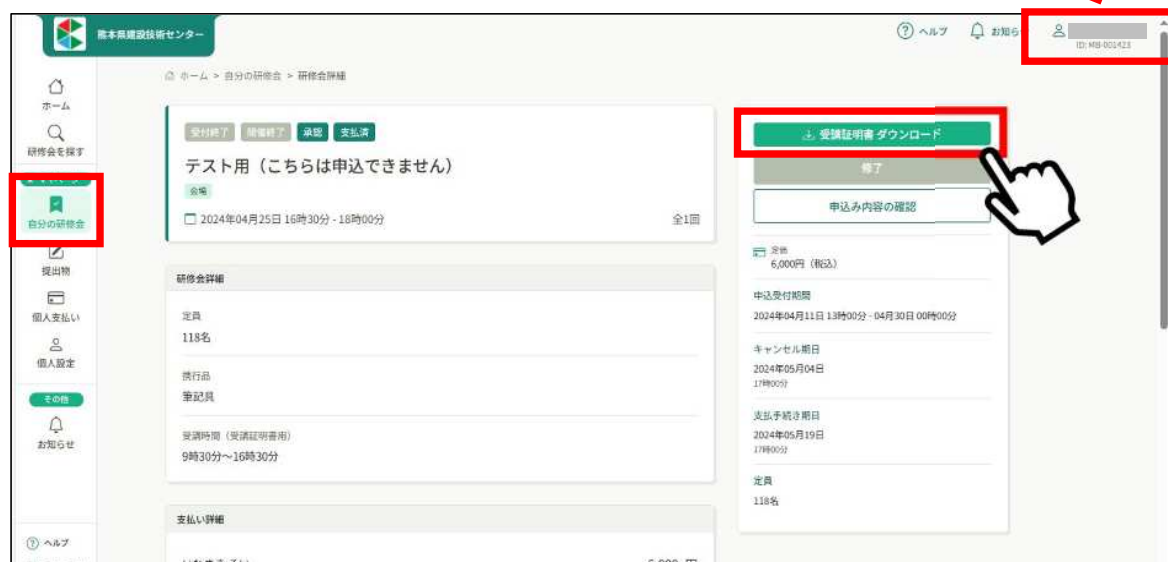 熊本県建設技術センター
ヘルプ
お知ら
ID: MB-001423
ホーム > 自分の研修会 > 研修会詳細
ホーム
研修会を探す
自分の研修会
提出物
個人支払い
個人設定
その他
お知らせ
ヘルプ
受付終了 開催終了 承認 支払済
テスト用（こちらは申込できません）
会場
2024年04月25日 16時30分 - 18時00分
全1回
研修会詳細
定員
118名
携行品
筆記具
受講時間（受講証明書用）
9時30分～16時30分
支払い詳細
受講証明書 ダウンロード
修了
申込み内容の確認
定価
6,000円（税込）
申込受付期間
2024年04月11日 13時00分 - 04月30日 00時00分
キャンセル期日
2024年05月04日
17時00分
支払手続き期日
2024年05月19日
17時00分
定員
118名